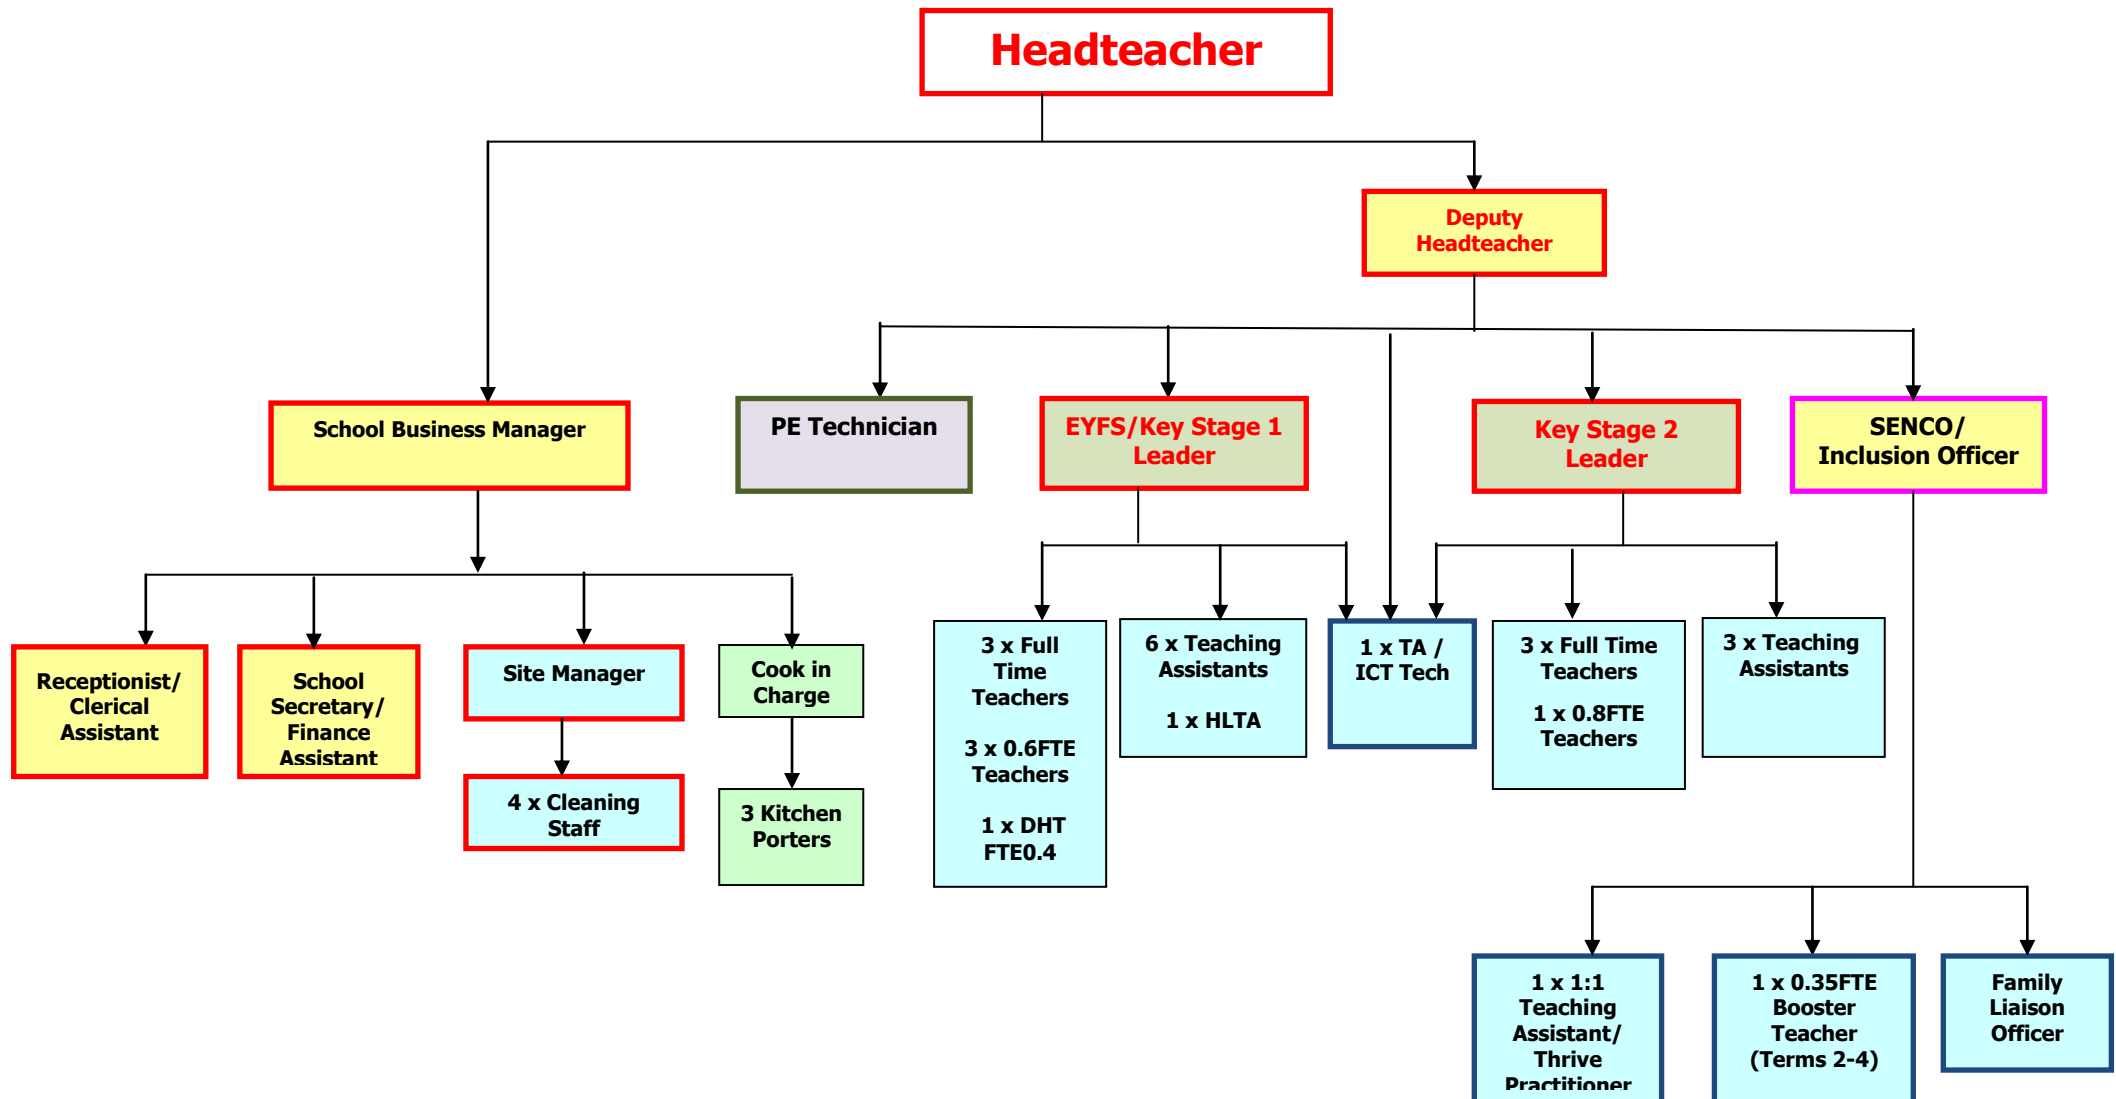 Headteacher
Deputy
Headteacher
School Business Manager
PE Technician
EYFS/Key Stage 1
Leader
Key Stage 2
Leader
SENCO/
Inclusion Officer
Receptionist/
Clerical
Assistant
School
Secretary/
Finance
Assistant
Site Manager
4 x Cleaning
Staff
Cook in
Charge
3 Kitchen
Porters
3 x Full
Time
Teachers
3 x 0.6FTE
Teachers
1 x DHT
FTE0.4
6 x Teaching
Assistants
1 x HLTA
1 x TA /
ICT Tech
3 x Full Time
Teachers
1 x 0.8FTE
Teachers
3 x Teaching
Assistants
1 x 1:1
Teaching
Assistant/
Thrive
Practitioner
1 x 0.35FTE
Booster
Teacher
(Terms 2-4)
Family
Liaison
Officer